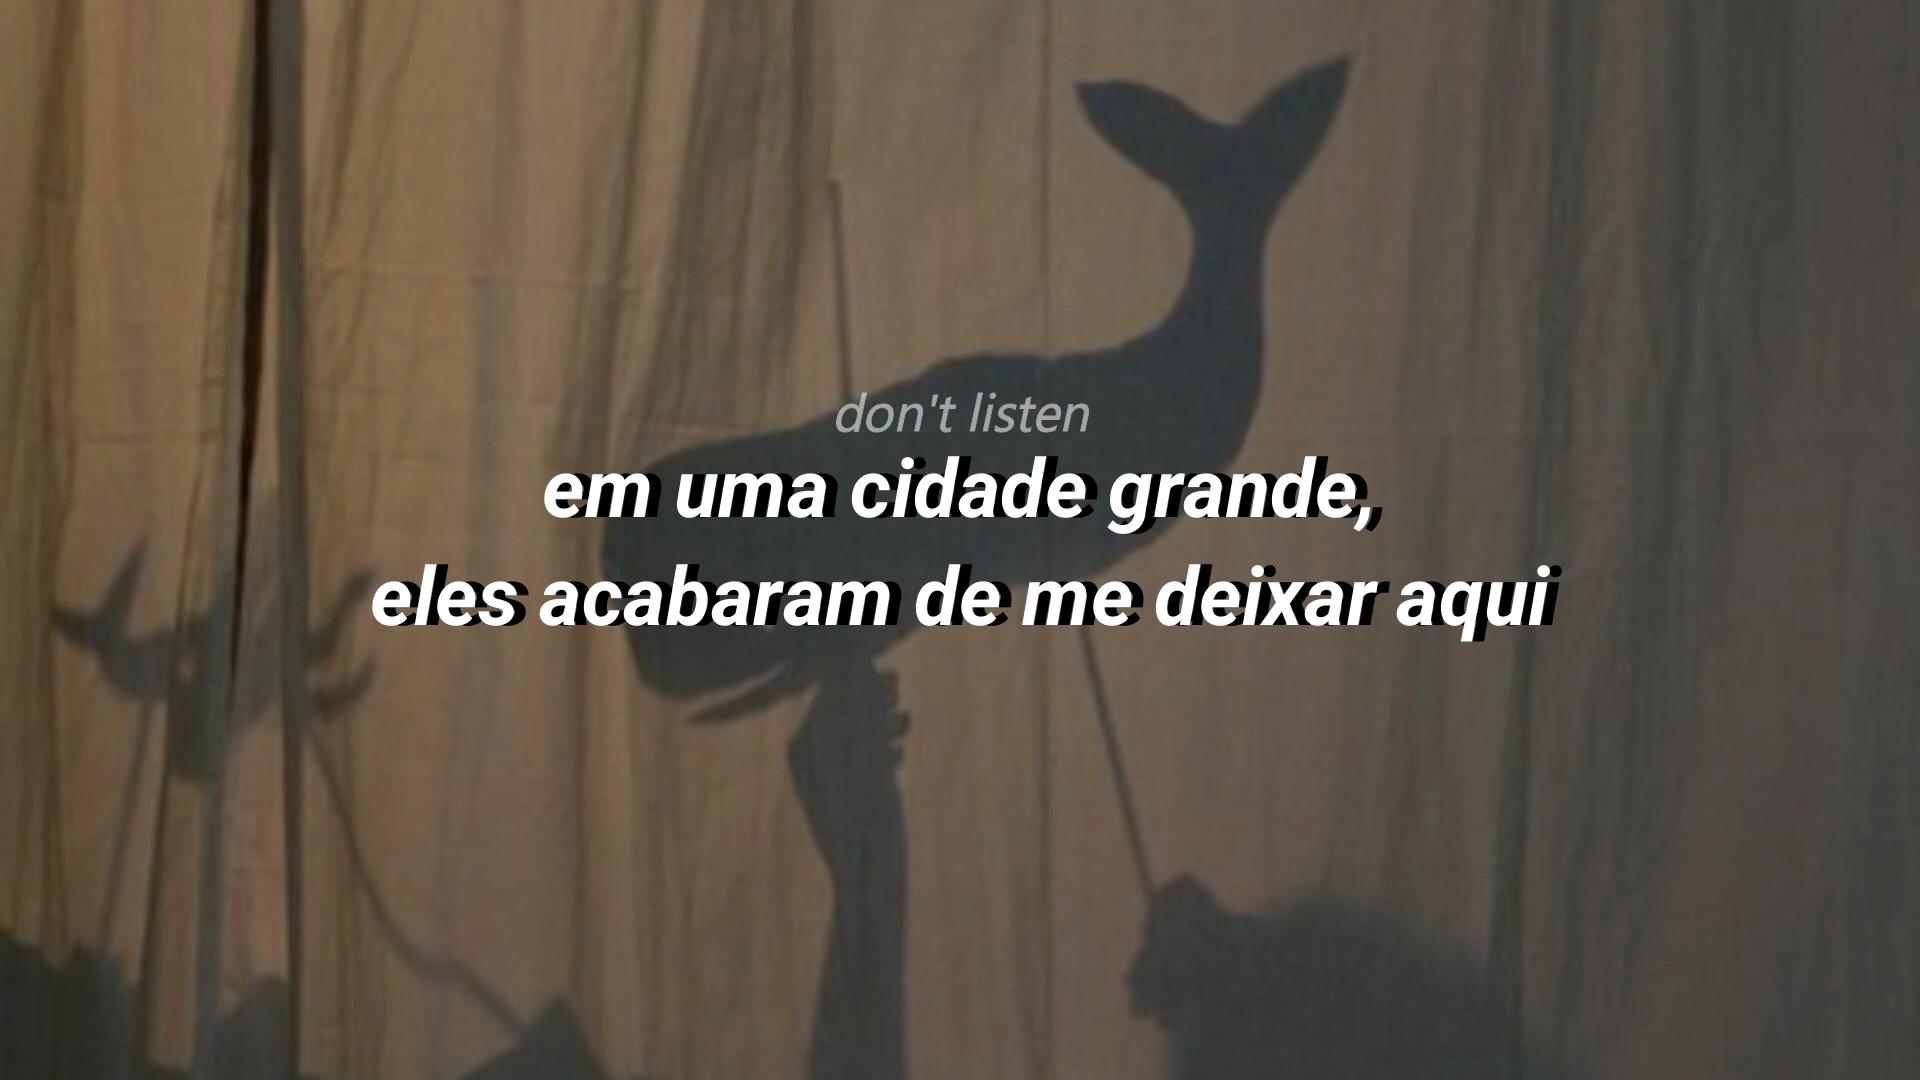 don't listen
em uma cidade grande,
eles acabaram de me deixar aqui